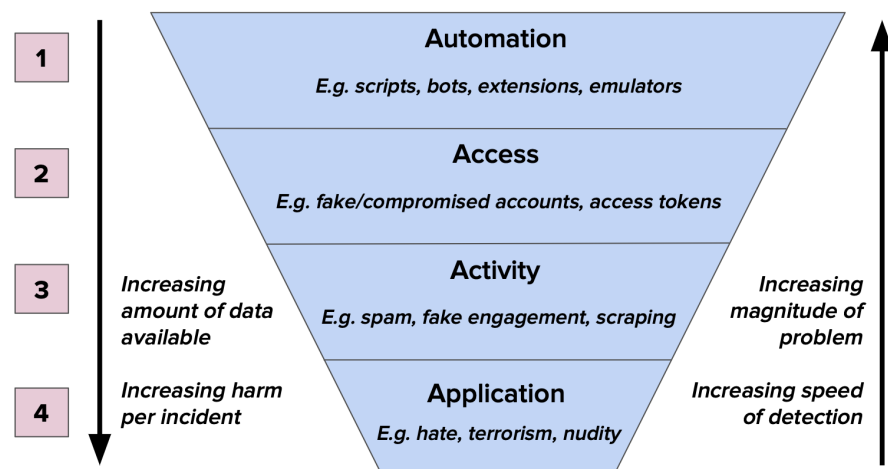 1
Automation
E.g. scripts, bots, extensions, emulators
2
Access
E.g. fake/compromised accounts, access tokens
3
Activity
E.g. spam, fake engagement, scraping
Increasing
amount of data
available
Increasing
magnitude of
problem
4
Application
E.g. hate, terrorism, nudity
Increasing harm
per incident
Increasing speed
of detection